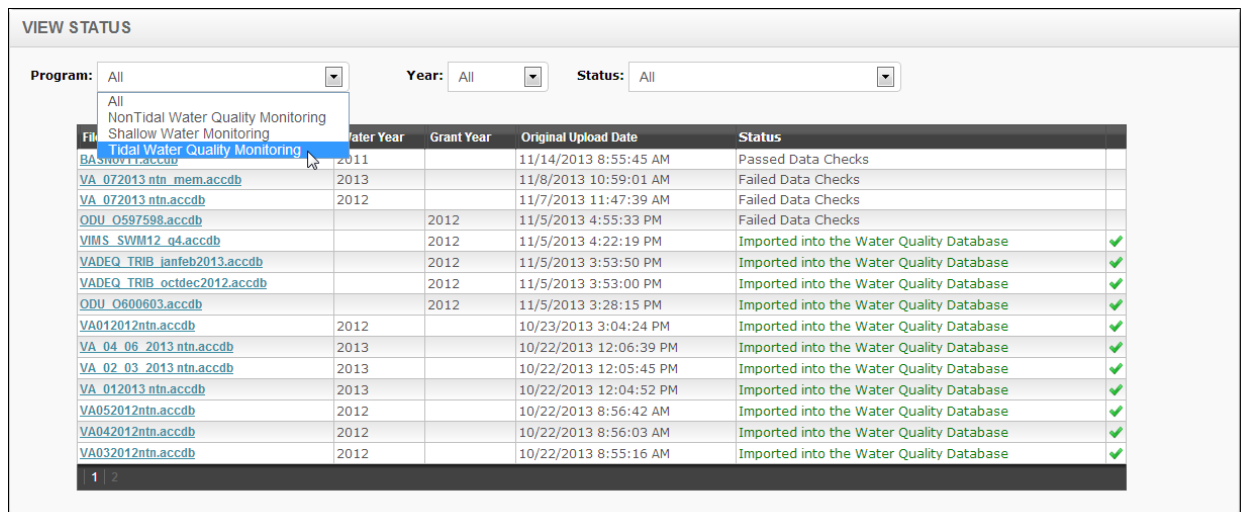 VIEW STATUS
Program: All Year: All Status: All
All
NonTidal Water Quality Monitoring
Shallow Water Monitoring
Tidal Water Quality Monitoring
Water Year Grant Year Original Upload Date Status
BASNov11.accdb 2011 11/14/2013 8:55:45 AM Passed Data Checks
VA_072013 ntn_mem.accdb 2013 11/8/2013 10:59:01 AM Failed Data Checks
VA_072013 ntn.accdb 2012 11/7/2013 11:47:39 AM Failed Data Checks
ODU_O597598.accdb 2012 11/5/2013 4:55:33 PM Failed Data Checks
VIMS_SWM12_q4.accdb 2012 11/5/2013 4:22:19 PM Imported into the Water Quality Database
VADEQ_TRIB_janfeb2013.accdb 2012 11/5/2013 3:53:50 PM Imported into the Water Quality Database
VADEQ_TRIB_octdec2012.accdb 2012 11/5/2013 3:53:00 PM Imported into the Water Quality Database
ODU_O600603.accdb 2012 11/5/2013 3:28:15 PM Imported into the Water Quality Database
VA012012ntn.accdb 2012 10/23/2013 3:04:24 PM Imported into the Water Quality Database
VA_04_06_2013 ntn.accdb 2013 10/22/2013 12:06:39 PM Imported into the Water Quality Database
VA_02_03_2013 ntn.accdb 2013 10/22/2013 12:05:45 PM Imported into the Water Quality Database
VA_012013 ntn.accdb 2013 10/22/2013 12:04:52 PM Imported into the Water Quality Database
VA052012ntn.accdb 2012 10/22/2013 8:56:42 AM Imported into the Water Quality Database
VA042012ntn.accdb 2012 10/22/2013 8:56:03 AM Imported into the Water Quality Database
VA032012ntn.accdb 2012 10/22/2013 8:55:16 AM Imported into the Water Quality Database
1 2